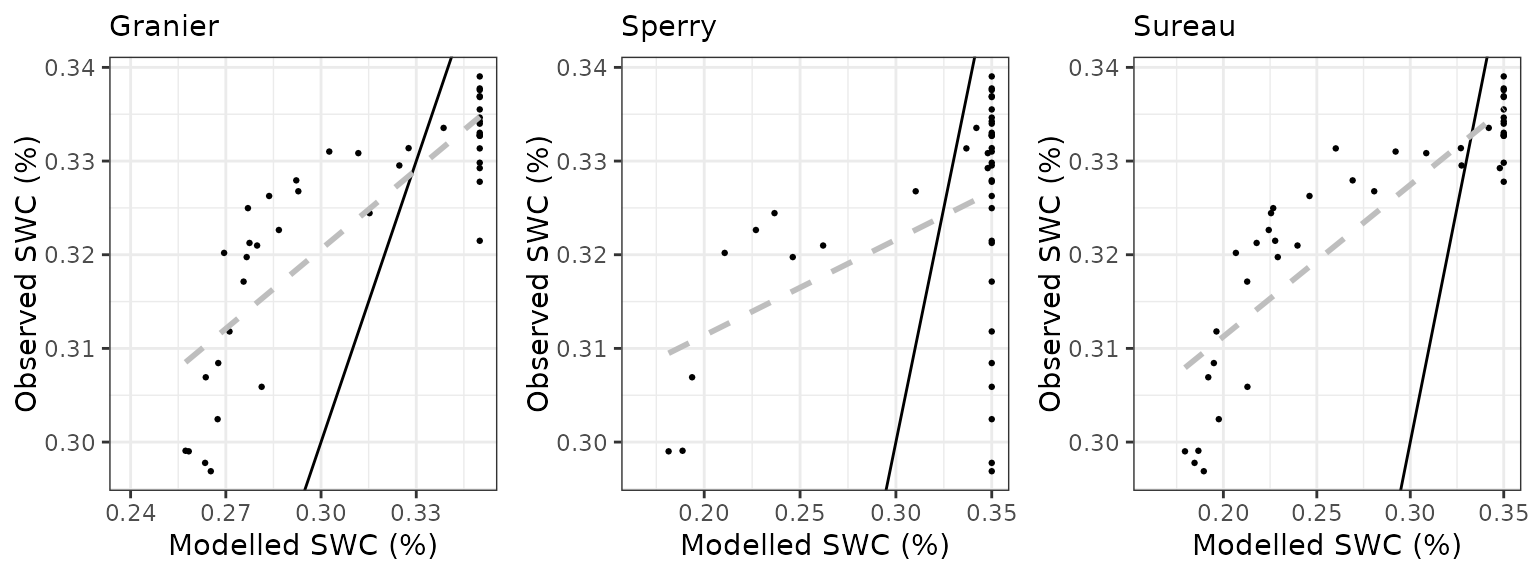 Granier
0.34
0.33
0.32
0.31
0.30
Observed SWC (%)
0.24 0.27 0.30 0.33
Modelled SWC (%)
Sperry
0.34
0.33
0.32
0.31
0.30
Observed SWC (%)
0.20 0.25 0.30 0.35
Modelled SWC (%)
Sureau
0.34
0.33
0.32
0.31
0.30
Observed SWC (%)
0.20 0.25 0.30 0.35
Modelled SWC (%)